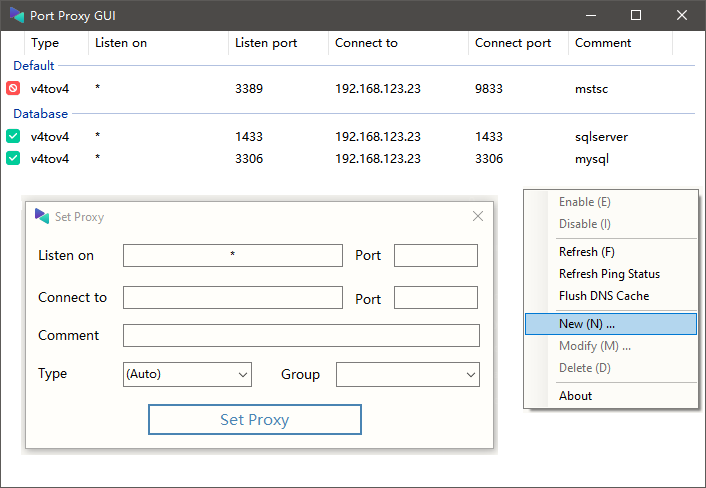 Port Proxy GUI
Type Listen on Listen port Connect to Connect port Comment
Default
v4tov4 * 3389 192.168.123.23 9833 mstsc
Database
v4tov4 * 1433 192.168.123.23 1433 sqlserver
v4tov4 * 3306 192.168.123.23 3306 mysql
Set Proxy
Listen on * Port
Connect to Port
Comment
Type (Auto) Group
Set Proxy
Enable (E)
Disable (I)
Refresh (F)
Refresh Ping Status
Flush DNS Cache
New (N) ...
Modify (M) ...
Delete (D)
About